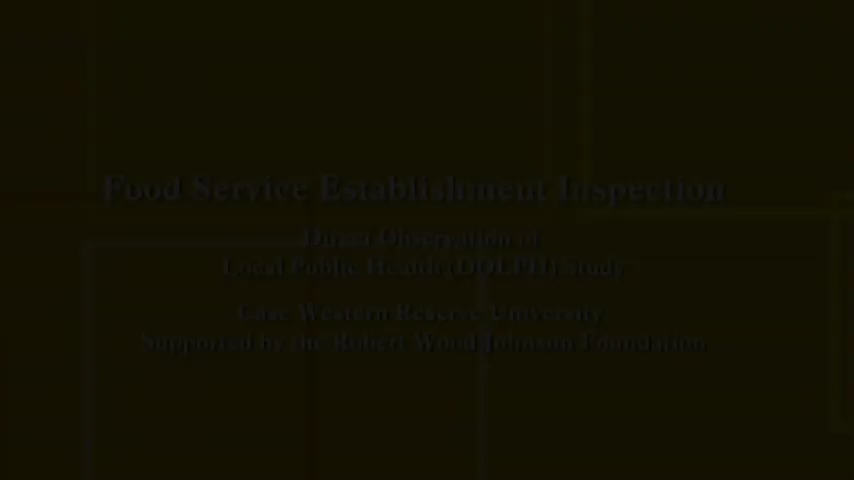 Food Service Establishment Inspection
Direct Observation of
Local Public Health (DOLPH) Study
Case Western Reserve University
Supported by the Robert Wood Johnson Foundation